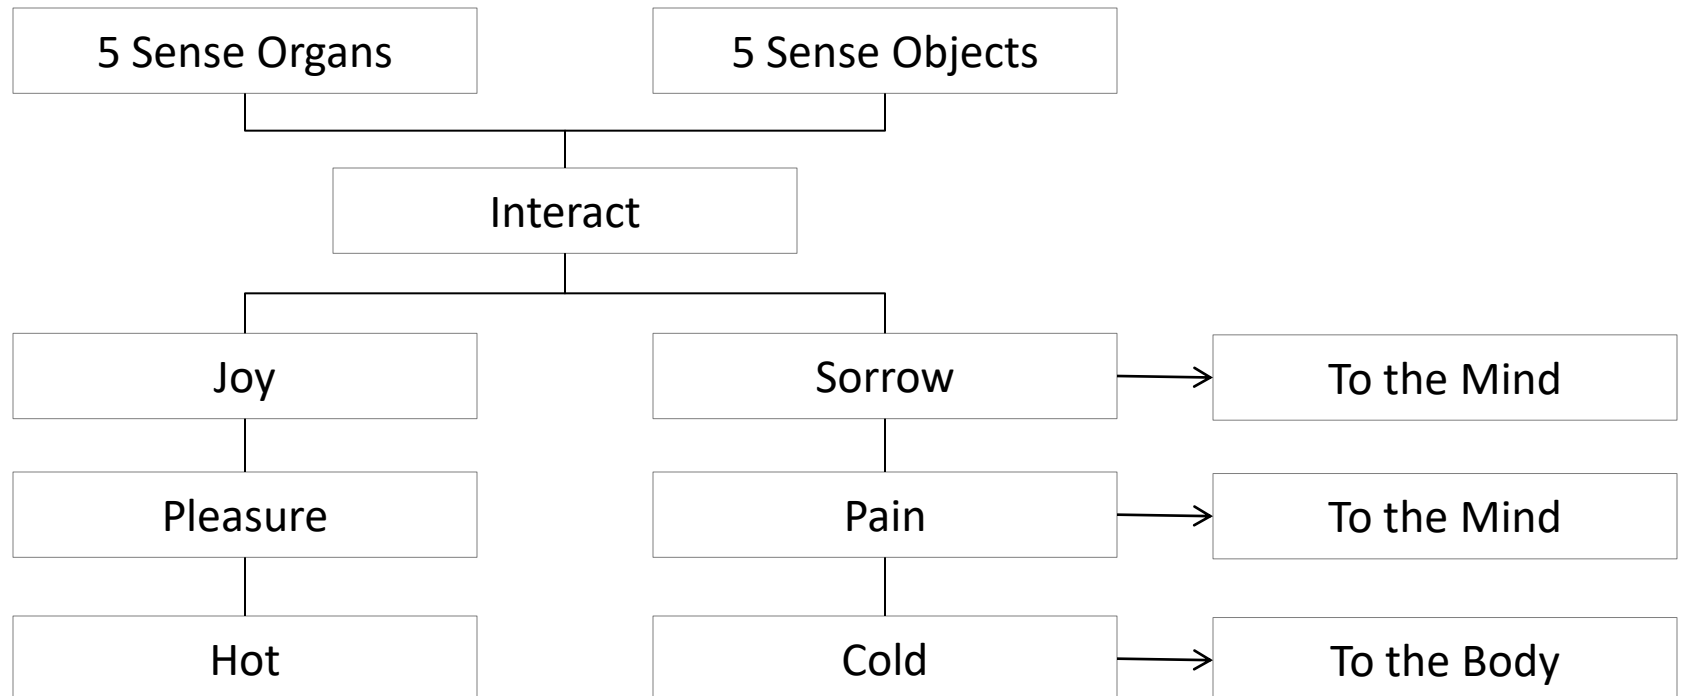 5 Sense Organs
5 Sense Objects
Interact
Joy
Sorrow
To the Mind
Pleasure
Pain
To the Mind
Hot
Cold
To the Body